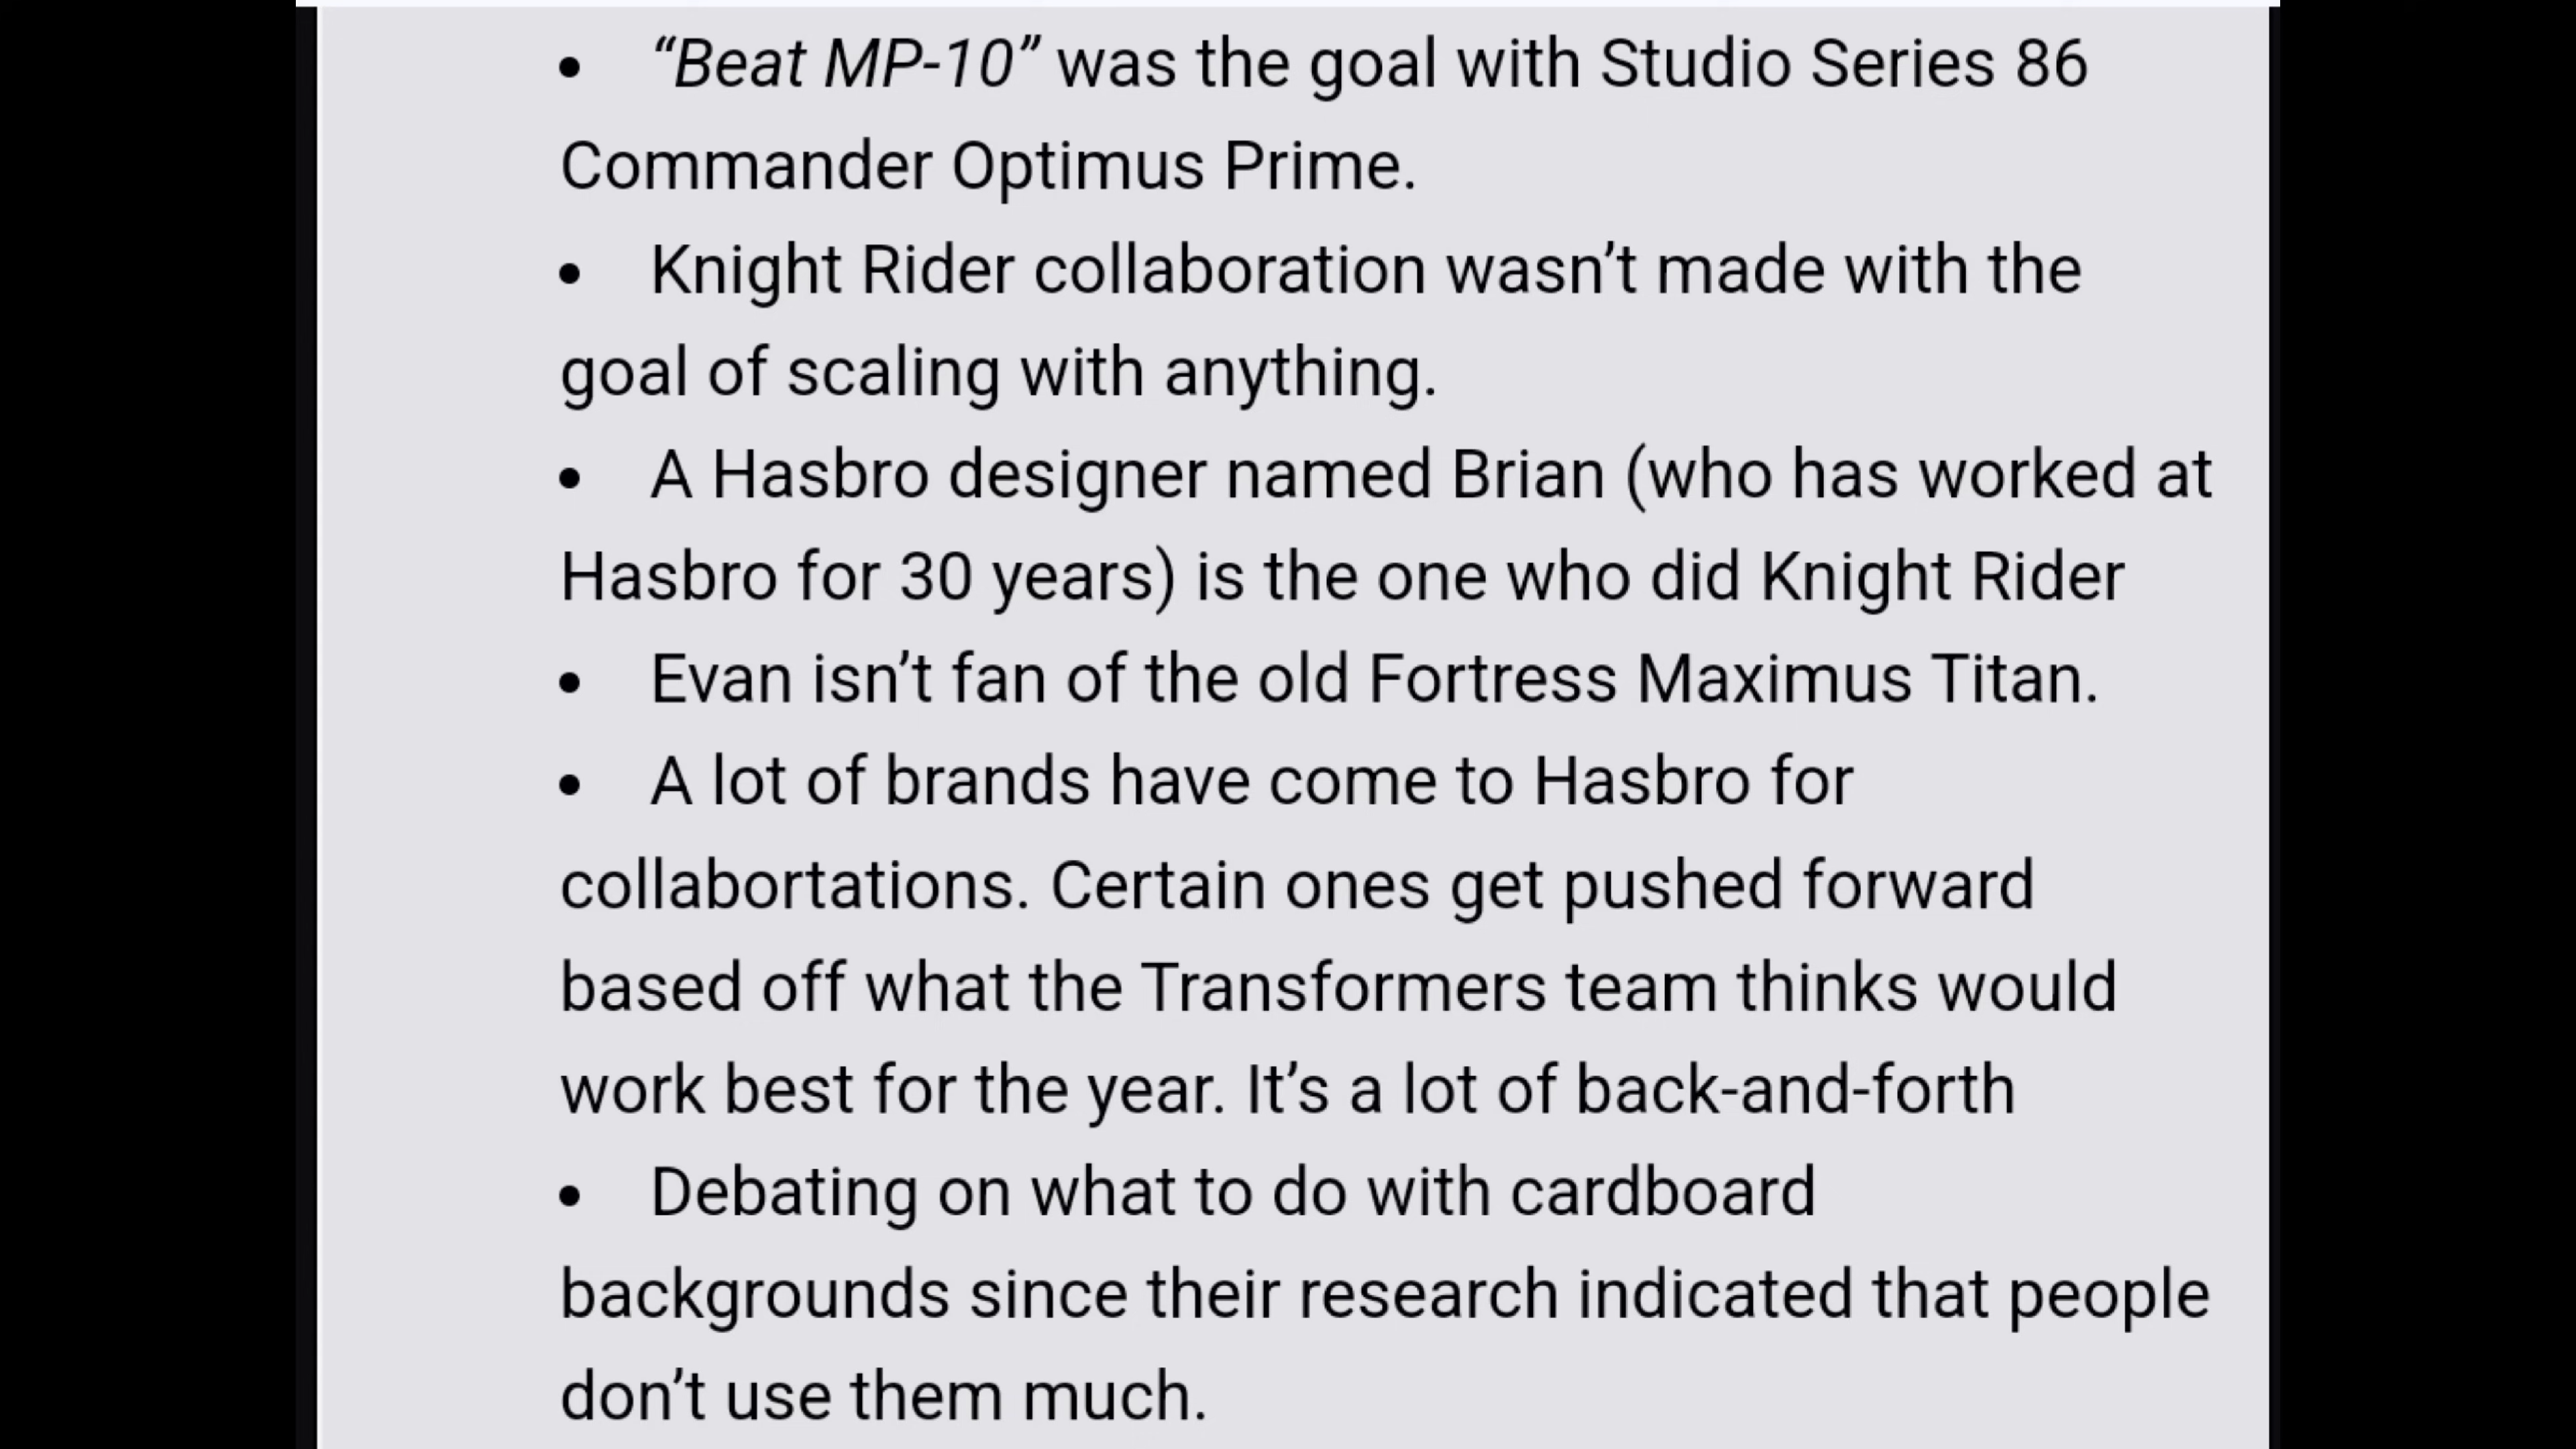 • “Beat MP-10” was the goal with Studio Series 86
Commander Optimus Prime.
• Knight Rider collaboration wasn’t made with the
goal of scaling with anything.
• A Hasbro designer named Brian (who has worked at
Hasbro for 30 years) is the one who did Knight Rider
• Evan isn’t fan of the old Fortress Maximus Titan.
• A lot of brands have come to Hasbro for
collabortations. Certain ones get pushed forward
based off what the Transformers team thinks would
work best for the year. It’s a lot of back-and-forth
• Debating on what to do with cardboard
backgrounds since their research indicated that people
don’t use them much.